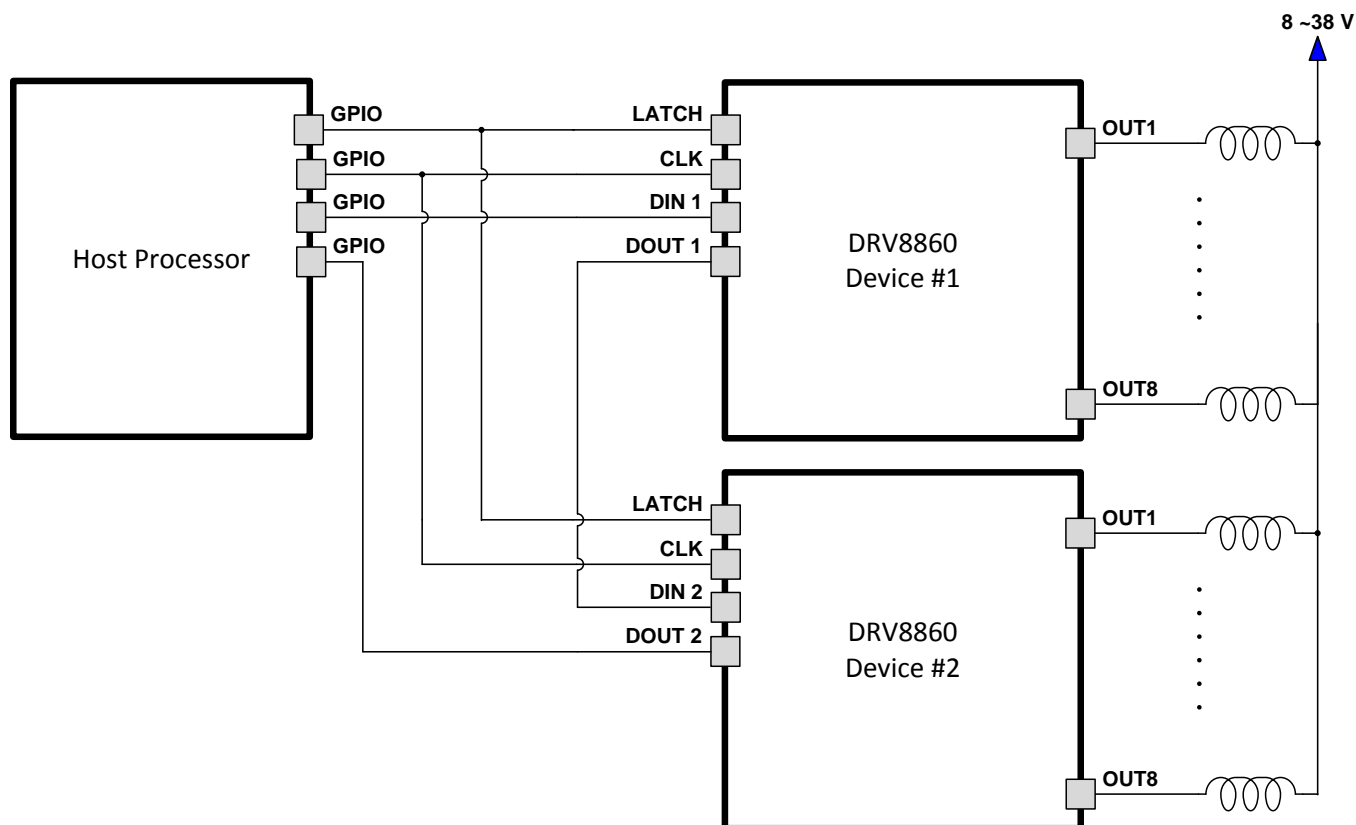 8 ~38 V
GPIO
GPIO
GPIO
GPIO
Host Processor
LATCH
CLK
DIN 1
DOUT 1
DRV8860
Device #1
OUT1
OUT8
LATCH
CLK
DIN 2
DOUT 2
DRV8860
Device #2
OUT1
OUT8